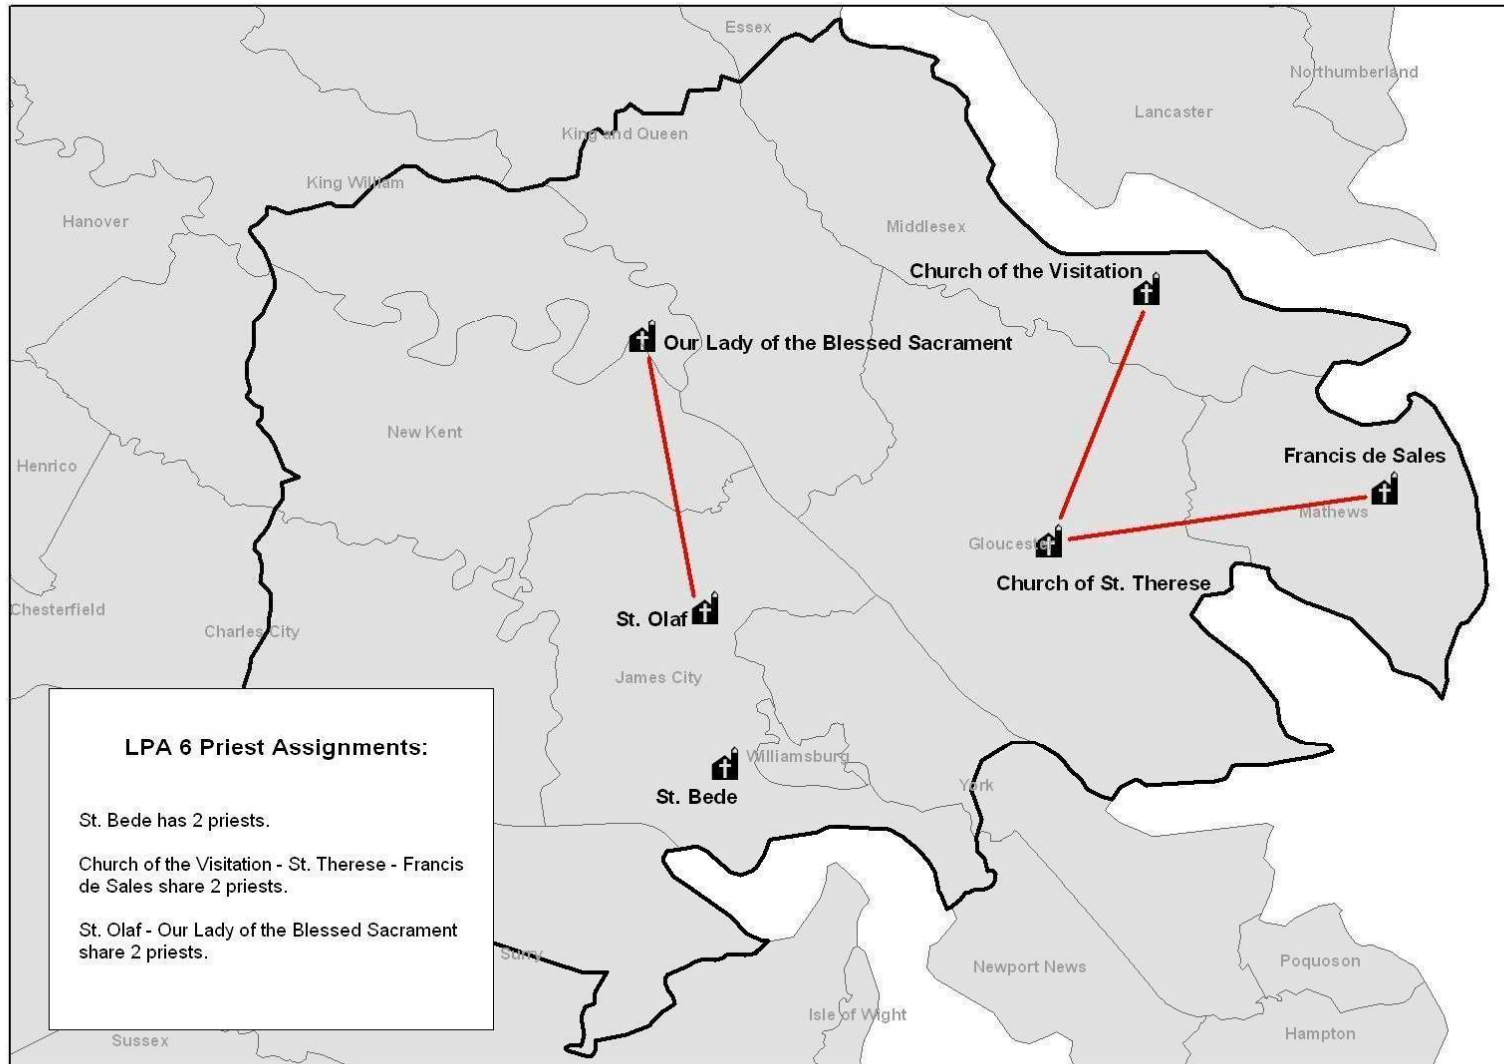 Essex
Northumberland
Lancaster
King and Queen
King William
Hanover
Middlesex
Church of the Visitation
Our Lady of the Blessed Sacrament
New Kent
Francis de Sales
Henrico
Mathews
Gloucester
Church of St. Therese
Chesterfield
St. Olaf
Charles City
James City
LPA 6 Priest Assignments:
Williamsburg
York
St. Bede
St. Bede has 2 priests.
Church of the Visitation - St. Therese - Francis
de Sales share 2 priests.
St. Olaf - Our Lady of the Blessed Sacrament
share 2 priests.
Surry
Newport News
Poquoson
Isle of Wight
Hampton
Sussex